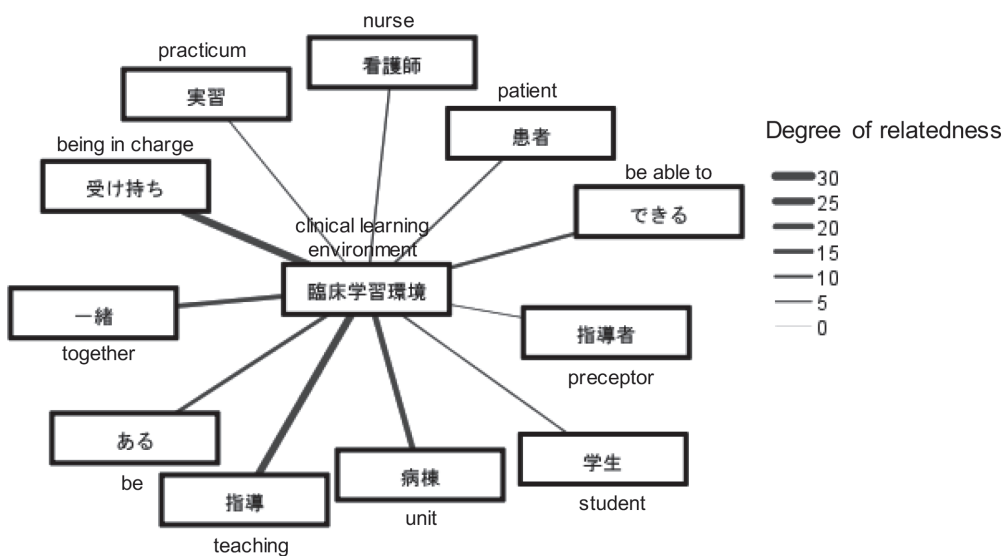 nurse
看護師
practicum
実習
patient
患者
being in charge
受け持ち
be able to
できる
clinical learning
environment
臨床学習環境
一緒
together
指導者
preceptor
ある
be
指導
teaching
病棟
unit
学生
student
Degree of relatedness
30
25
20
15
10
5
0